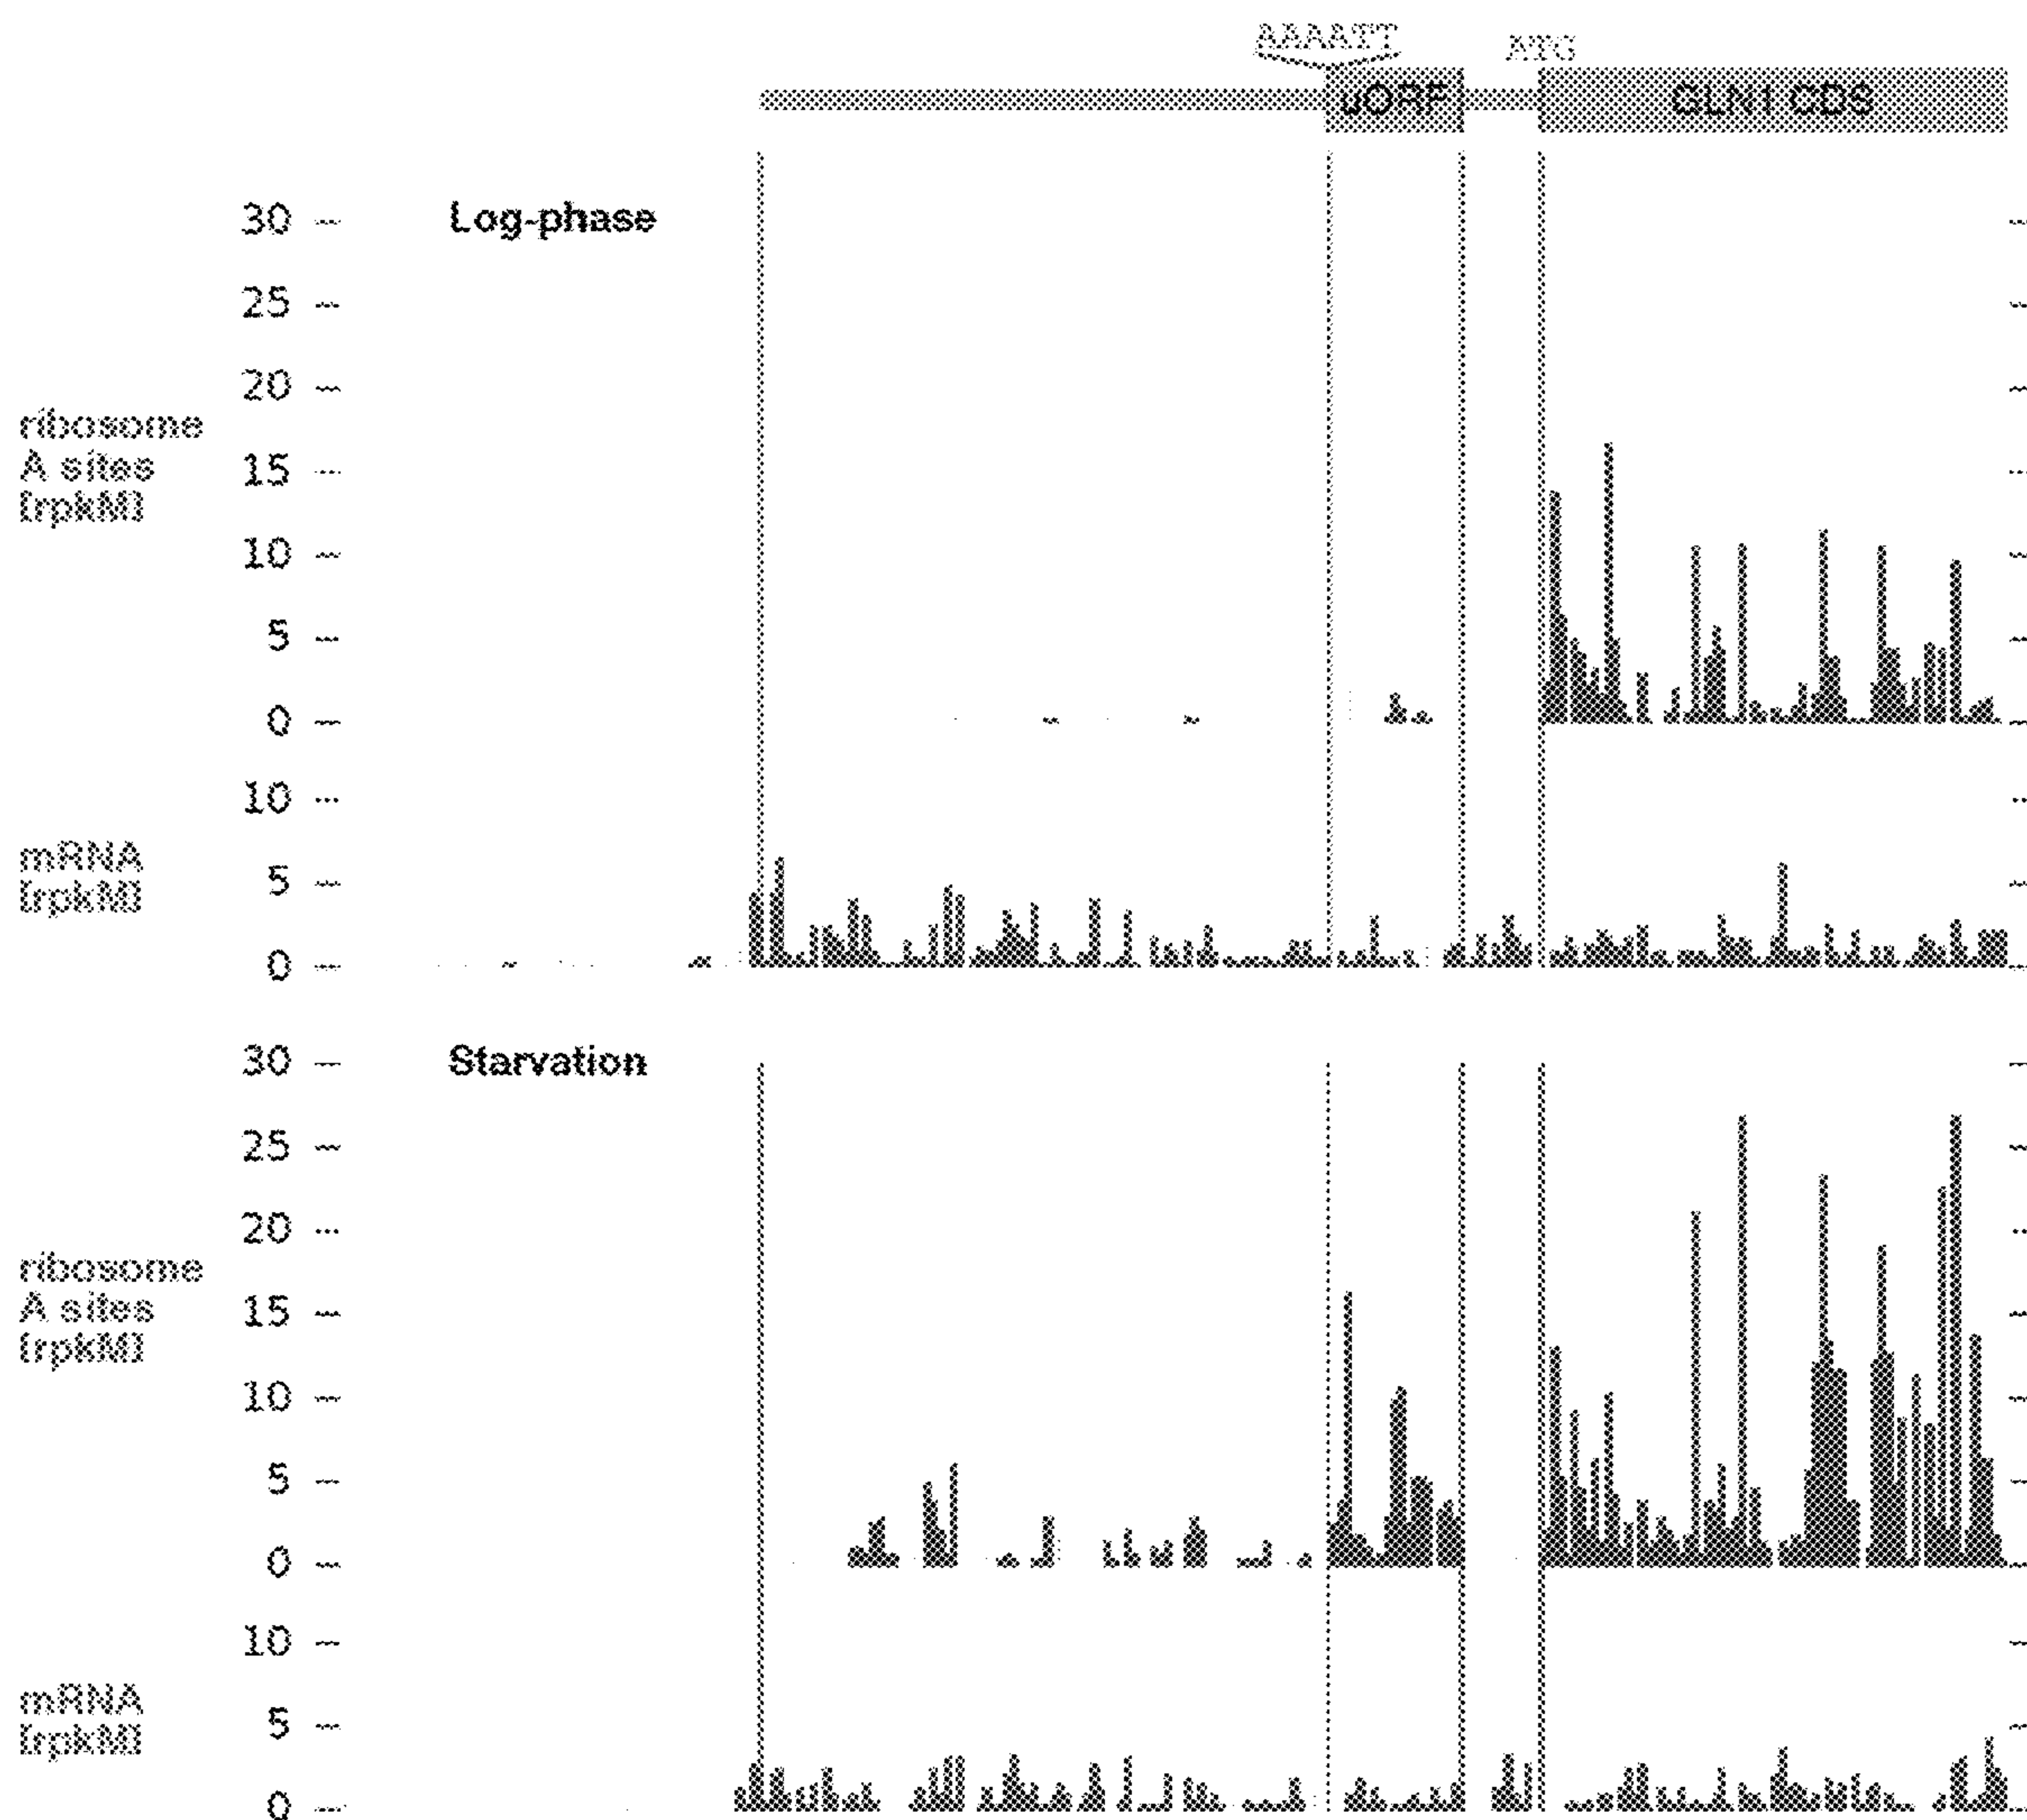 AAAATT ATG
uORF GLN1 CDS
Log-phase
30
25
20
ribosome
A sites
[rpkM]
15
10
5
0
mRNA
[rpkM]
10
5
0
Starvation
30
25
20
ribosome
A sites
[rpkM]
15
10
5
0
mRNA
[rpkM]
10
5
0